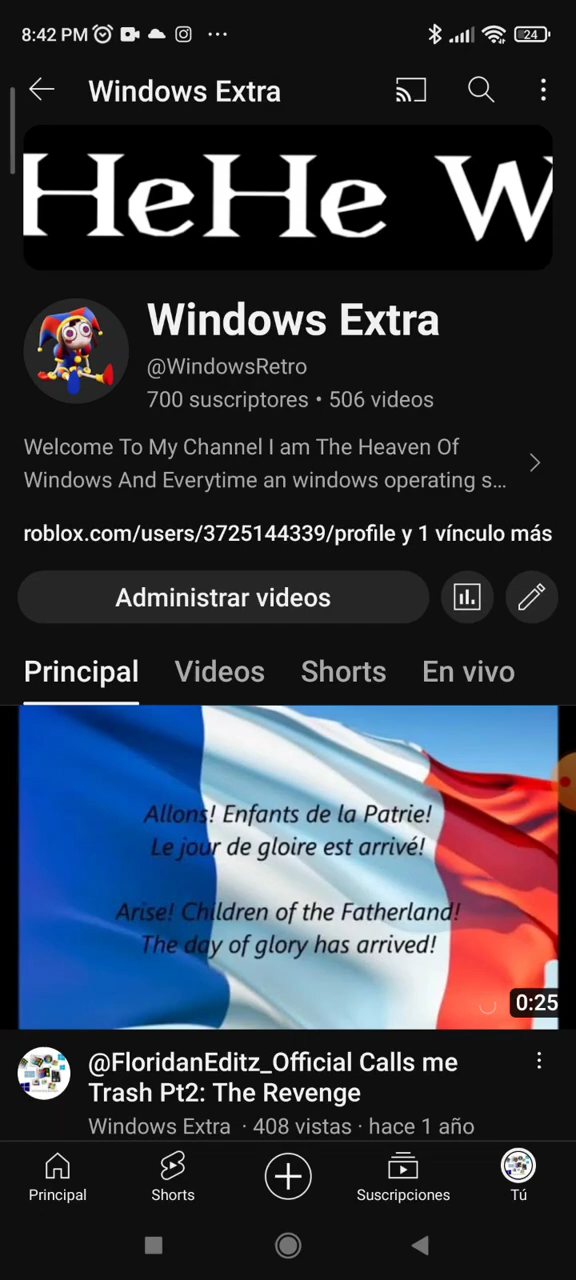 8:42 PM
24
Windows Extra
HeHe W
Windows Extra
@WindowsRetro
700 suscriptores • 506 videos
Welcome To My Channel I am The Heaven Of
Windows And Everytime an windows operating s...
roblox.com/users/3725144339/profile y 1 vínculo más
Administrar videos
Principal Videos Shorts En vivo
Allons! Enfants de la Patrie!
Le jour de gloire est arrivé!
Arise! Children of the Fatherland!
The day of glory has arrived!
0:25
@FloridanEditz_Official Calls me
Trash Pt2: The Revenge
Windows Extra · 408 vistas · hace 1 año
Principal Shorts Suscripciones Tú